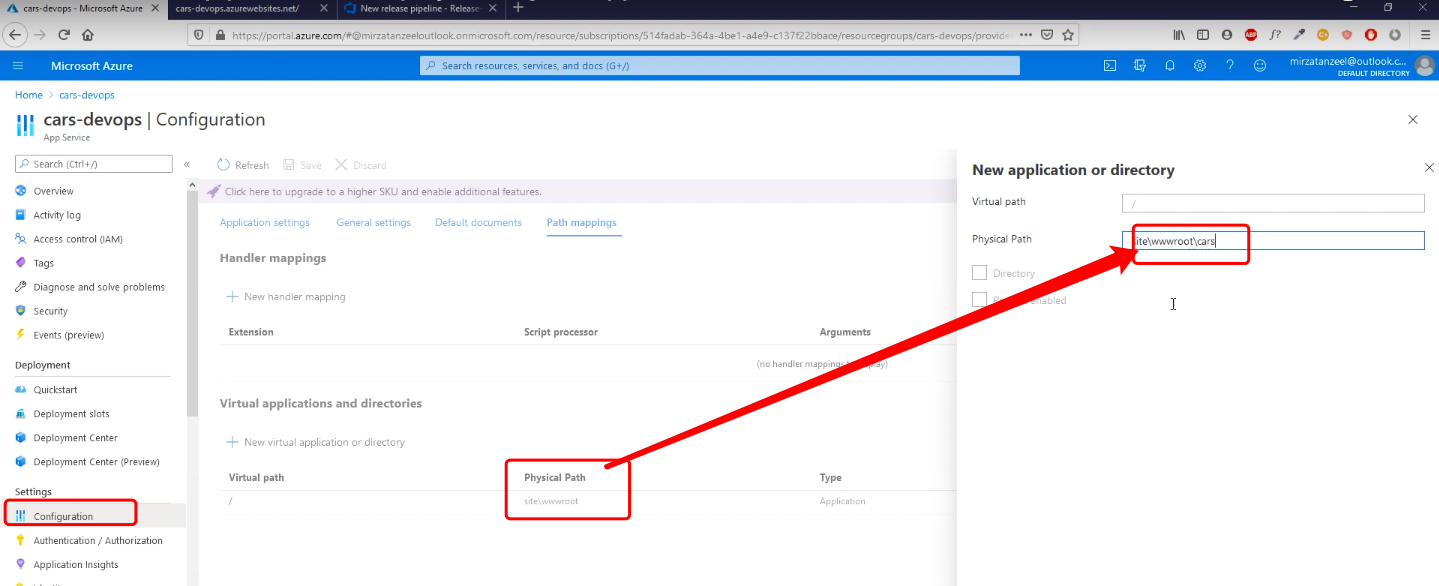 cars-devops - Microsoft Azure
cars-devops.azurewebsites.net/
New release pipeline - Release-
https://portal.azure.com/#@mirzatanzeeloutlook.onmicrosoft.com/resource/subscriptions/514fadab-364a-4be1-a4e9-c137f22bbace/resourcegroups/cars-devops/provide
Microsoft Azure
Search resources, services, and docs (G+/)
mirzatanzeel@outlook.c...
DEFAULT DIRECTORY
Home > cars-devops
cars-devops | Configuration
App Service
Search (Ctrl+/)
«
Refresh Save Discard
Click here to upgrade to a higher SKU and enable additional features.
Application settings General settings Default documents Path mappings
Handler mappings
New handler mapping
Extension Script processor Arguments
(no handler mappings to display)
Virtual applications and directories
New virtual application or directory
Virtual path Physical Path Type
/ site\wwwroot Application
Overview
Activity log
Access control (IAM)
Tags
Diagnose and solve problems
Security
Events (preview)
Deployment
Quickstart
Deployment slots
Deployment Center
Deployment Center (Preview)
Settings
Configuration
Authentication / Authorization
Application Insights
New application or directory
Virtual path /
Physical Path site\wwwroot\cars
Directory
enabled